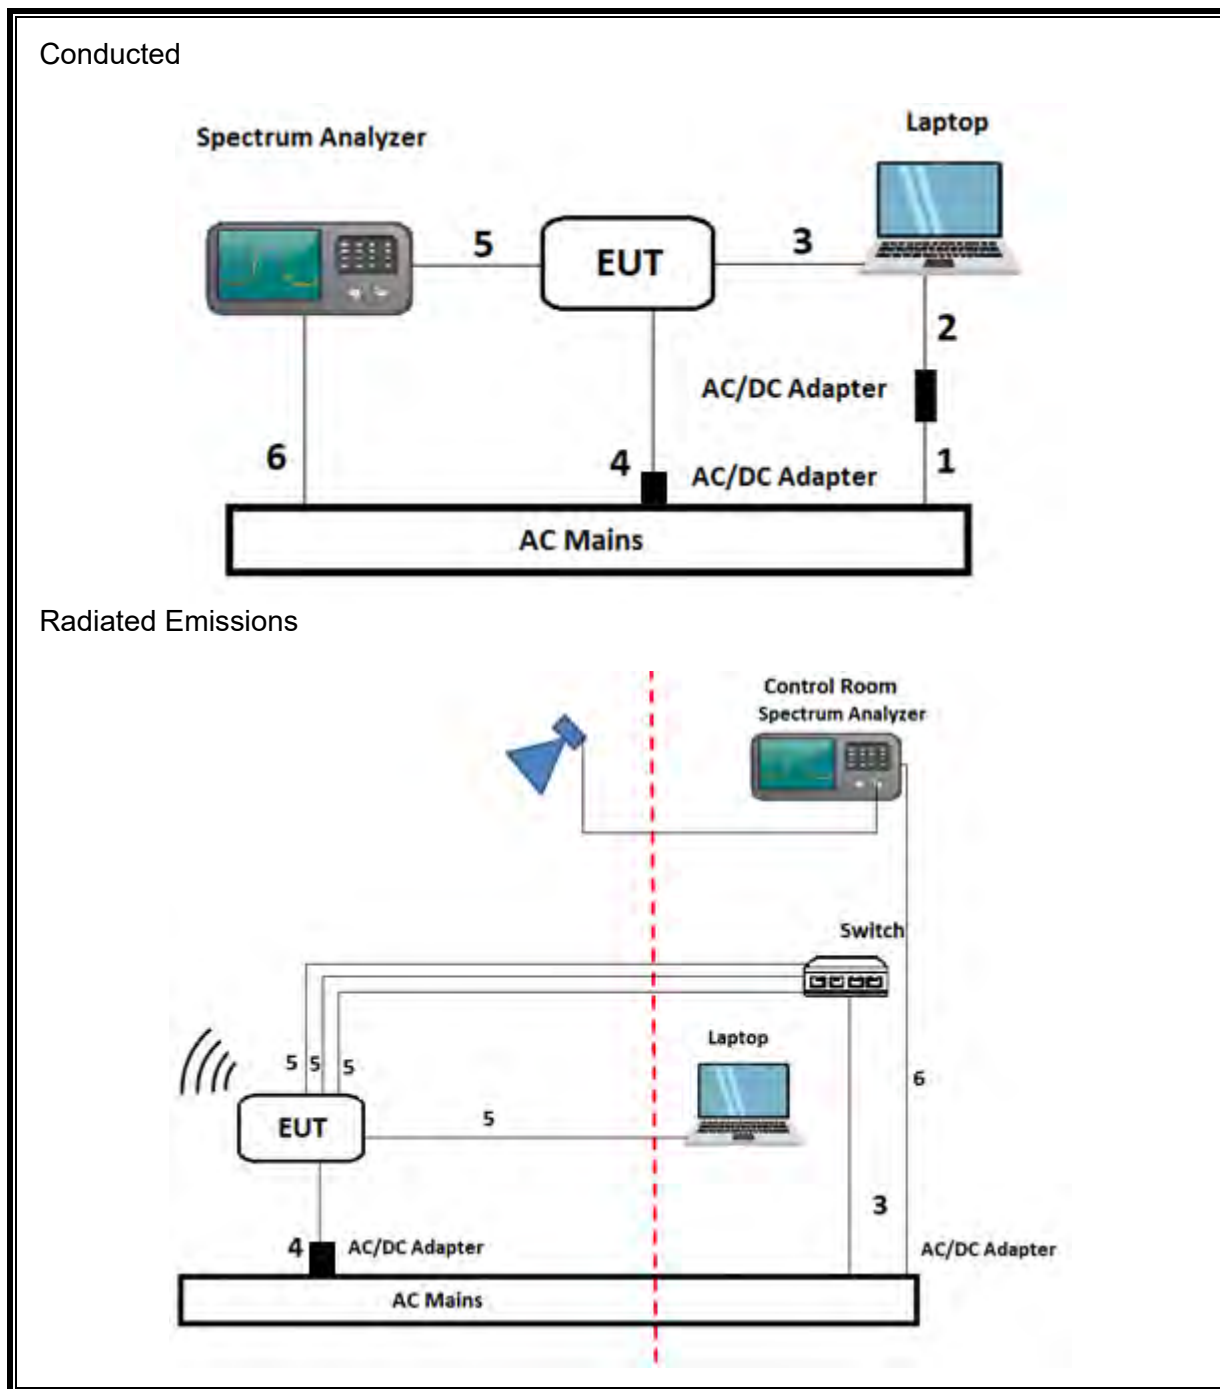 Conducted
Spectrum Analyzer
Laptop
5
EUT
3
2
AC/DC Adapter
6
4
AC/DC Adapter
1
AC Mains
Radiated Emissions
Control Room
Spectrum Analyzer
Switch
Laptop
5 5 5
6
EUT
5
3
4
AC/DC Adapter
AC/DC Adapter
AC Mains